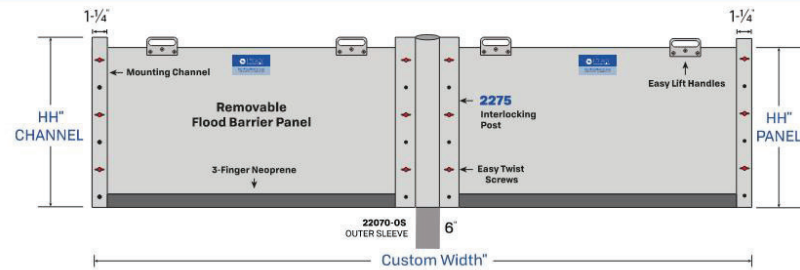 1-¼"
1-¼"
Mounting Channel
Easy Lift Handles
HH"
CHANNEL
Removable
Flood Barrier Panel
2275
Interlocking
Post
HH"
PANEL
3-Finger Neoprene
Easy Twist
Screws
22070-OS
OUTER SLEEVE
6"
Custom Width"